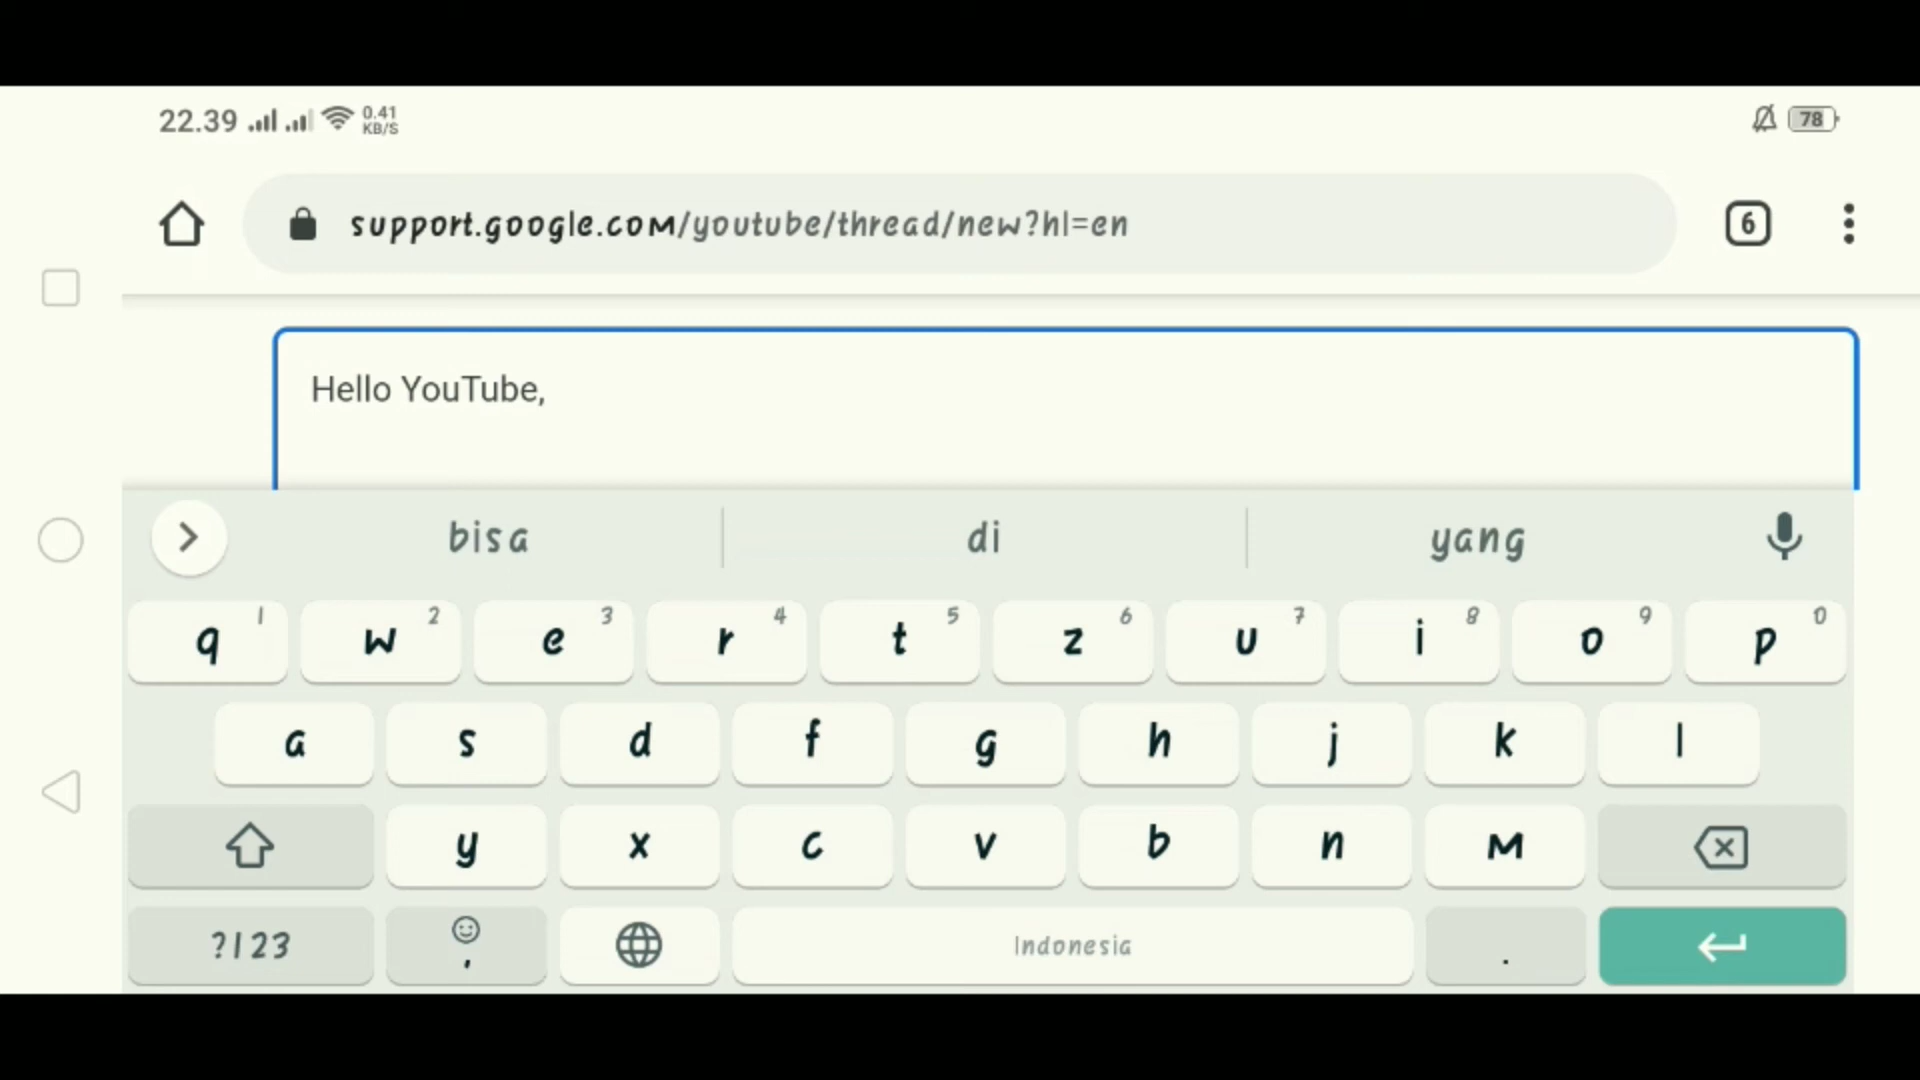 22.39 0.41 KB/S 78
support.google.com/youtube/thread/new?hl=en 6
Hello YouTube,
bisa di yang
q 1 w 2 e 3 r 4 t 5 z 6 u 7 i 8 o 9 p 0
a s d f g h j k l
y x c v b n m
?123 , Indonesia .